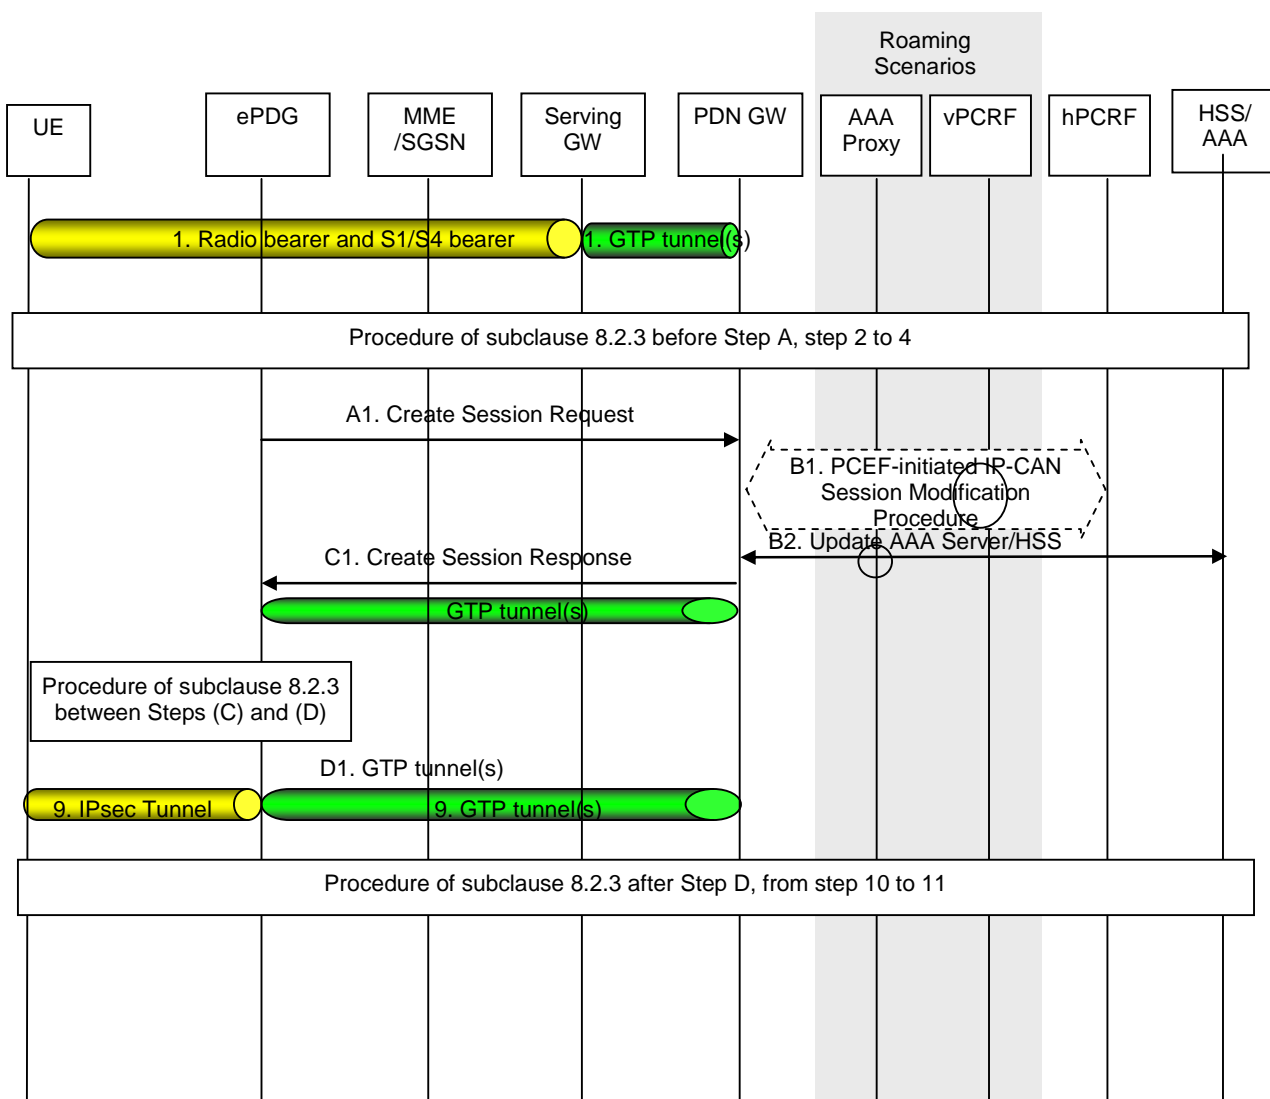 Roaming
Scenarios
UE
ePDG
MME
/SGSN
Serving
GW
PDN GW
AAA
Proxy
vPCRF
hPCRF
HSS/
AAA
1. Radio bearer and S1/S4 bearer
1. GTP tunnel(s)
Procedure of subclause 8.2.3 before Step A, step 2 to 4
A1. Create Session Request
B1. PCEF-initiated IP-CAN
Session Modification
Procedure
B2. Update AAA Server/HSS
C1. Create Session Response
GTP tunnel(s)
Procedure of subclause 8.2.3
between Steps (C) and (D)
D1. GTP tunnel(s)
9. IPsec Tunnel
9. GTP tunnel(s)
Procedure of subclause 8.2.3 after Step D, from step 10 to 11